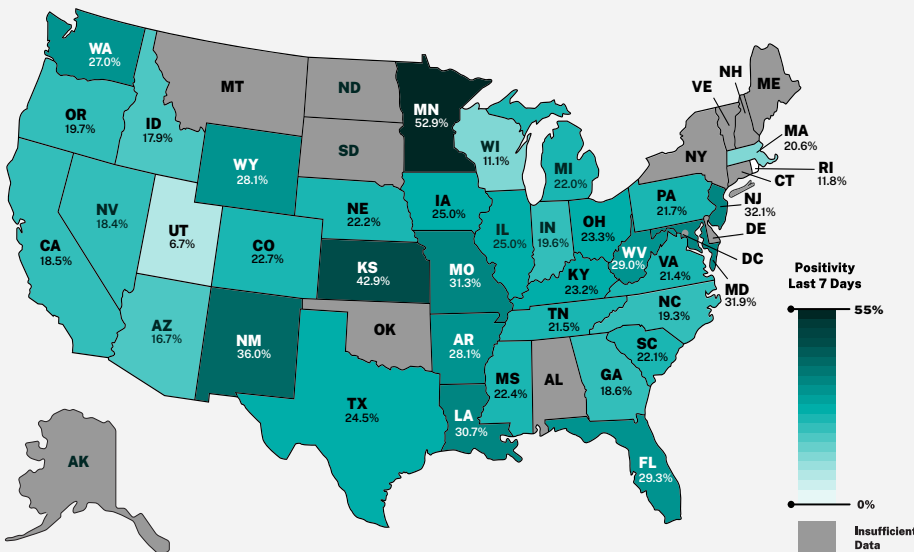 WA
27.0%
OR
19.7%
ID
17.9%
MT
ND
SD
MN
52.9%
WI
11.1%
MI
22.0%
VE
NH
ME
NY
MA
20.6%
RI
11.8%
CT
NJ
32.1%
DE
DC
MD
31.9%
PA
21.7%
WY
28.1%
NE
22.2%
IA
25.0%
IL
25.0%
IN
19.6%
OH
23.3%
WV
29.0%
VA
21.4%
NV
18.4%
UT
6.7%
CO
22.7%
KS
42.9%
MO
31.3%
KY
23.2%
NC
19.3%
CA
18.5%
AZ
16.7%
NM
36.0%
OK
AR
28.1%
TN
21.5%
SC
22.1%
TX
24.5%
LA
30.7%
MS
22.4%
AL
GA
18.6%
FL
29.3%
AK
Positivity
Last 7 Days
55%
0%
Insufficient
Data